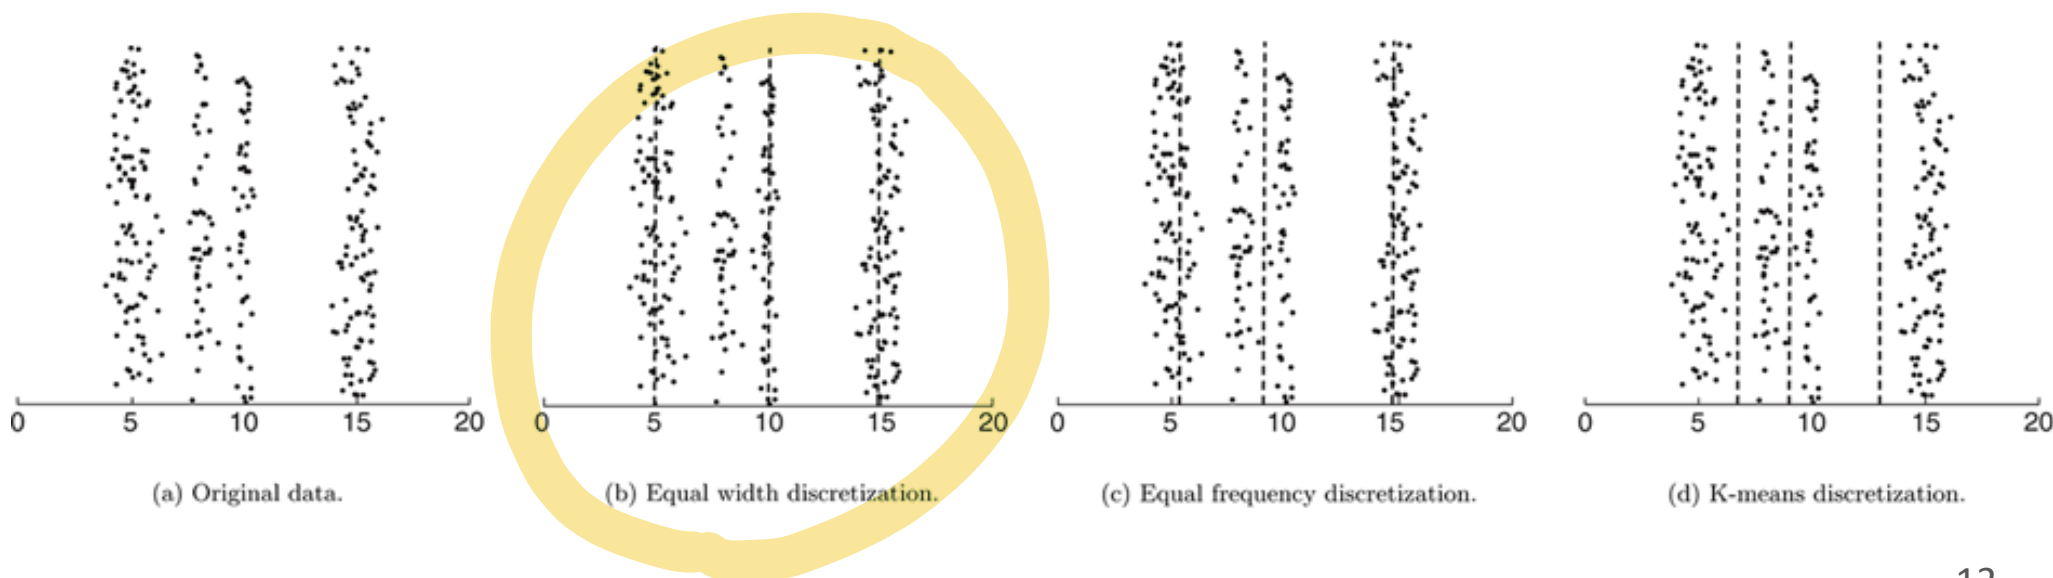 0 5 10 15 20
0 5 10 15 20
0 5 10 15 20
0 5 10 15 20
(a) Original data.
(b) Equal width discretization.
(c) Equal frequency discretization.
(d) K-means discretization.